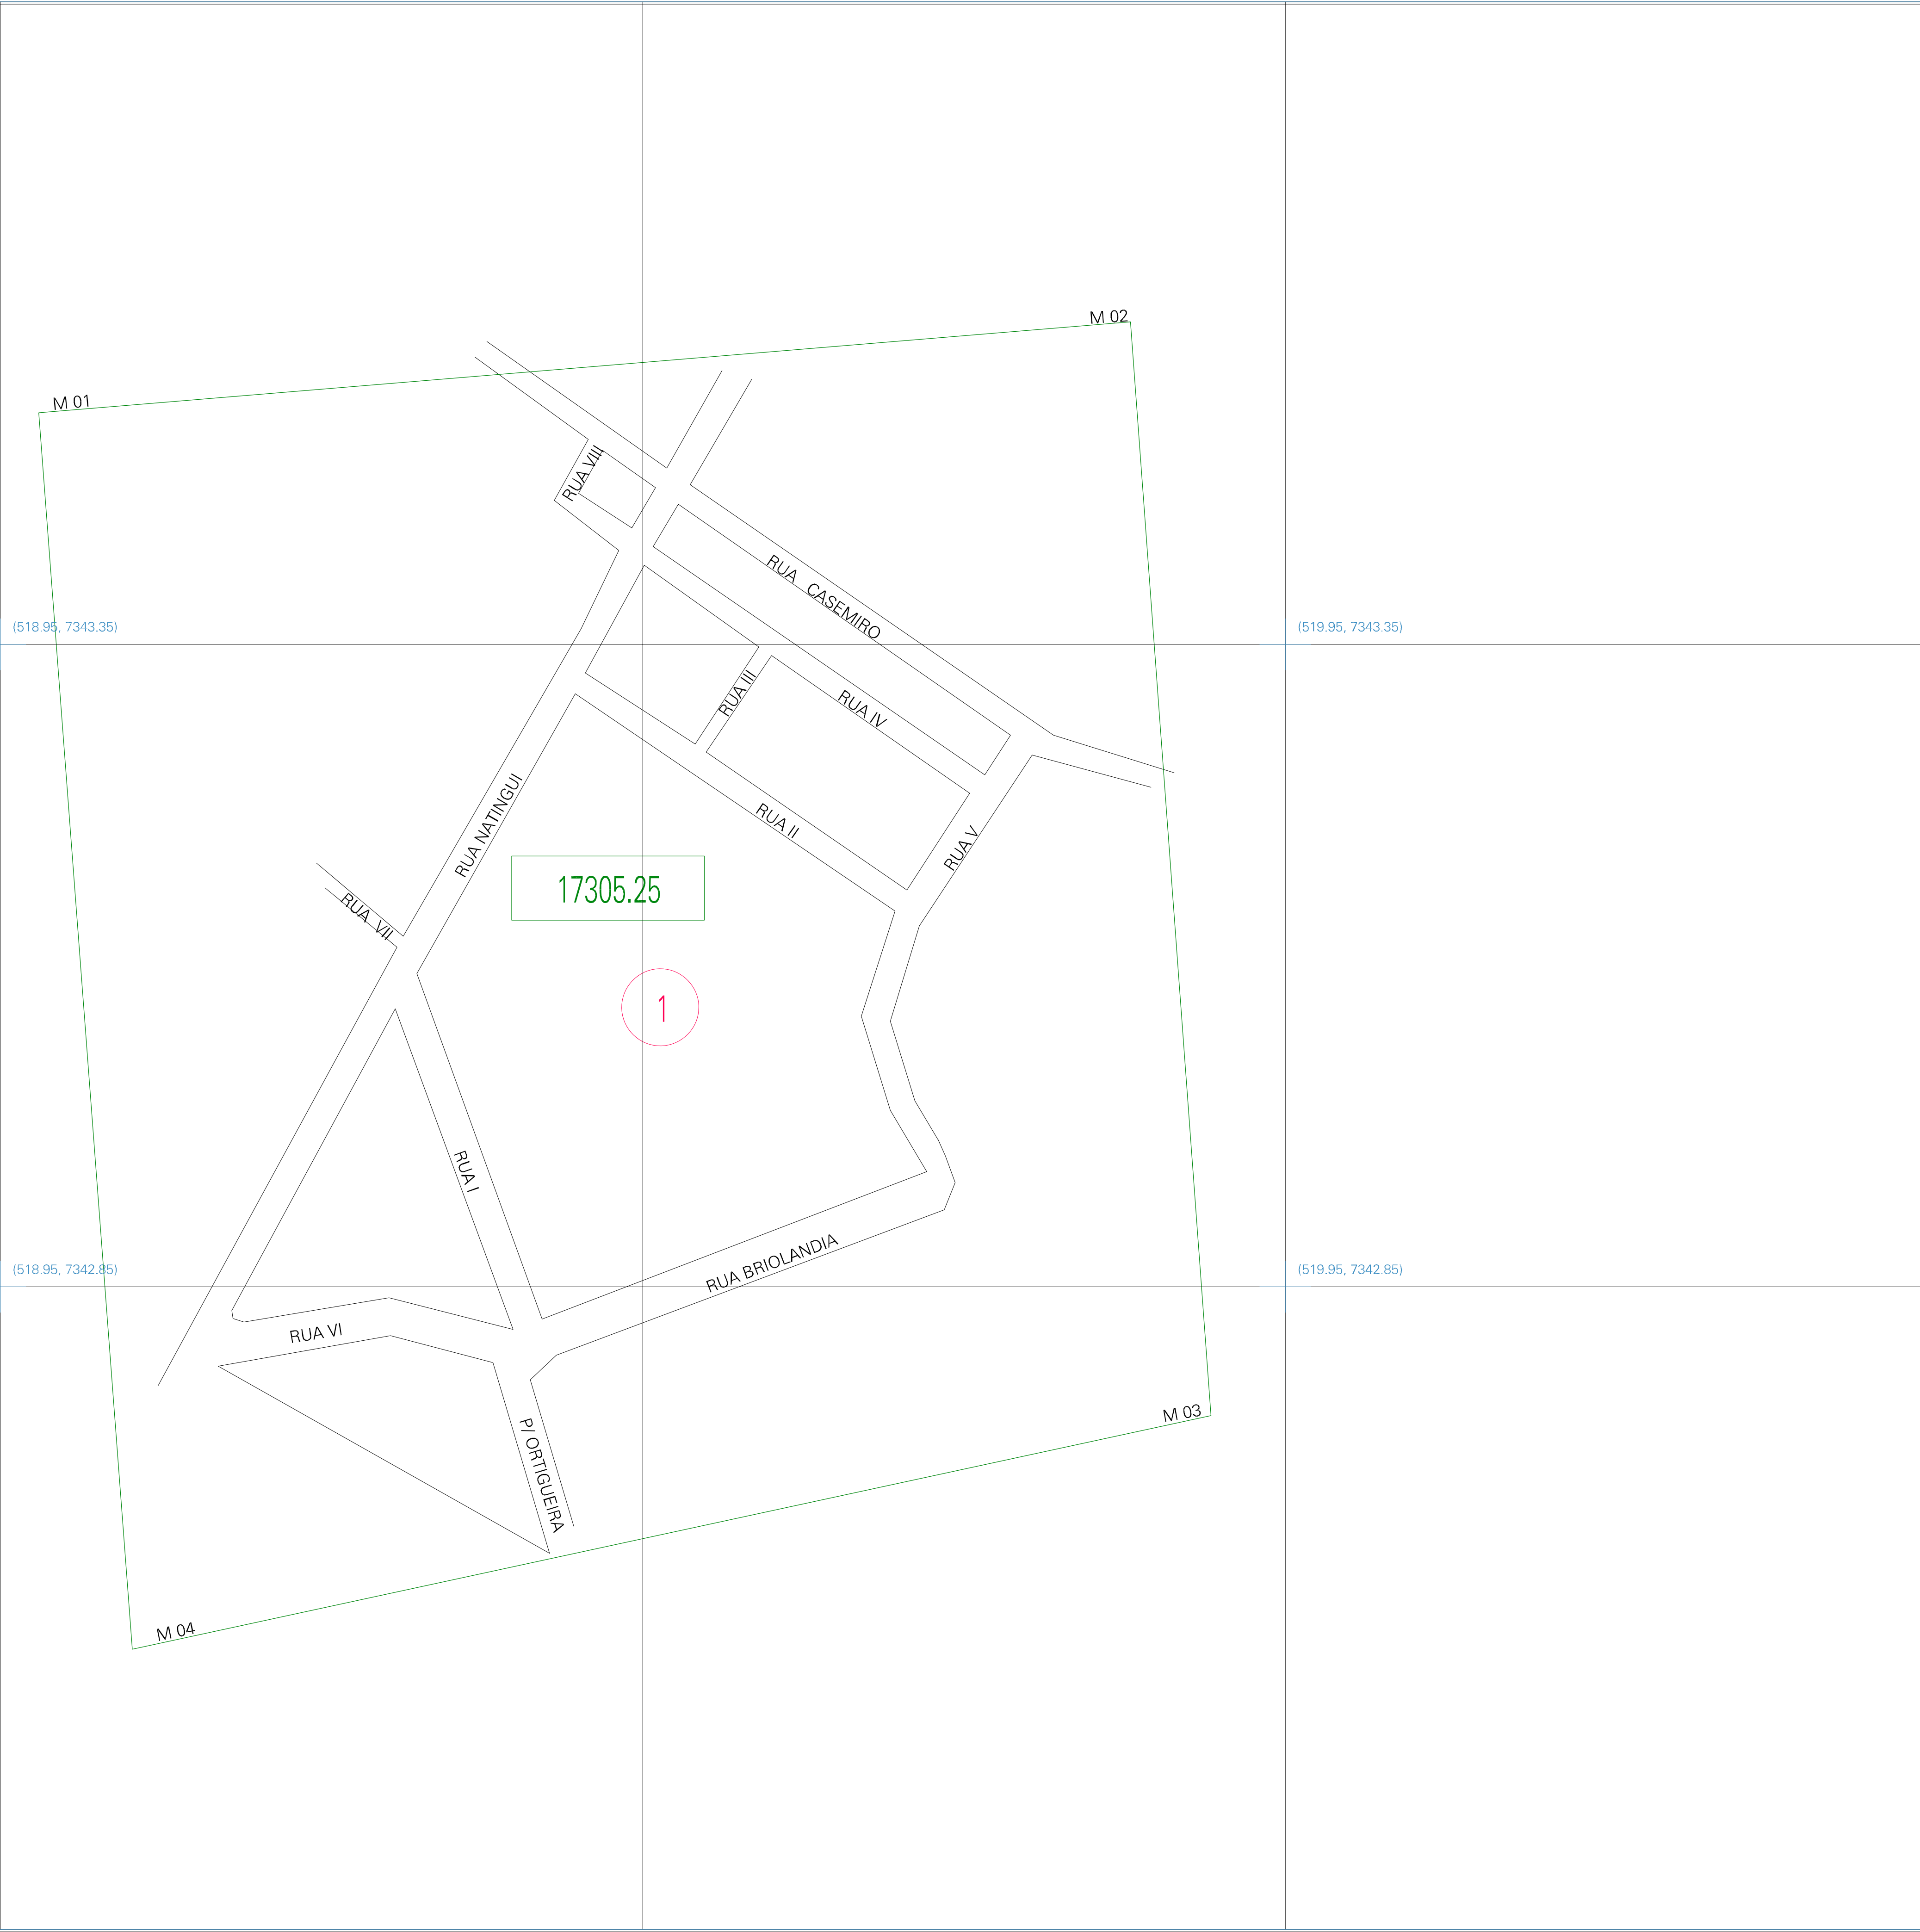 M 02
M 01
RUA VIII
RUA CASEMIRO
(518.95, 7343.35)
(519.95, 7343.35)
RUA III
RUA IV
RUA NATINGUI
RUA II
RUA V
17305.25
RUA VII
1
RUA I
RUA BRIOLANDIA
(518.95, 7342.85)
(519.95, 7342.85)
RUA VI
M 03
P/ ORTIGUEIRA
M 04